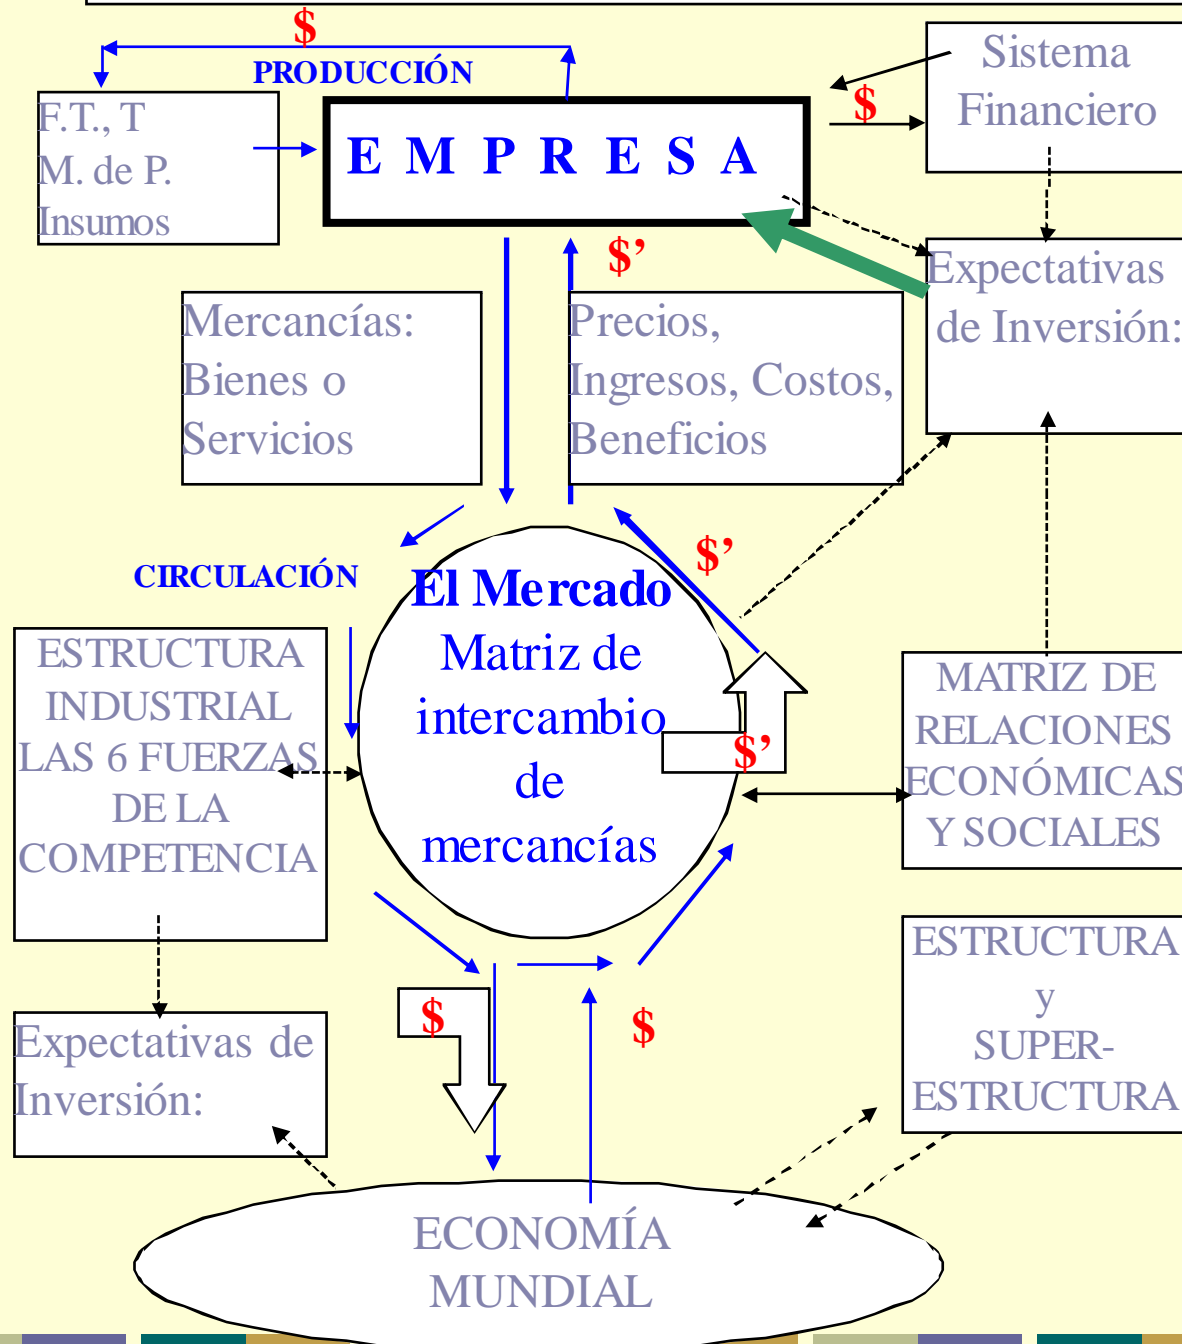 $
PRODUCCIÓN
Sistema
Financiero
$
F.T., T
M. de P.
Insumos
E M P R E S A
$’
Expectativas
de Inversión:
Mercancías:
Bienes o
Servicios
Precios,
Ingresos, Costos,
Beneficios
$’
CIRCULACIÓN
El Mercado
Matriz de
intercambio
de
mercancías
$’
ESTRUCTURA
INDUSTRIAL
LAS 6 FUERZAS
DE LA
COMPETENCIA
MATRIZ DE
RELACIONES
ECONÓMICAS
Y SOCIALES
ESTRUCTURA
y
SUPER-
ESTRUCTURA
$
$
Expectativas de
Inversión:
ECONOMÍA
MUNDIAL